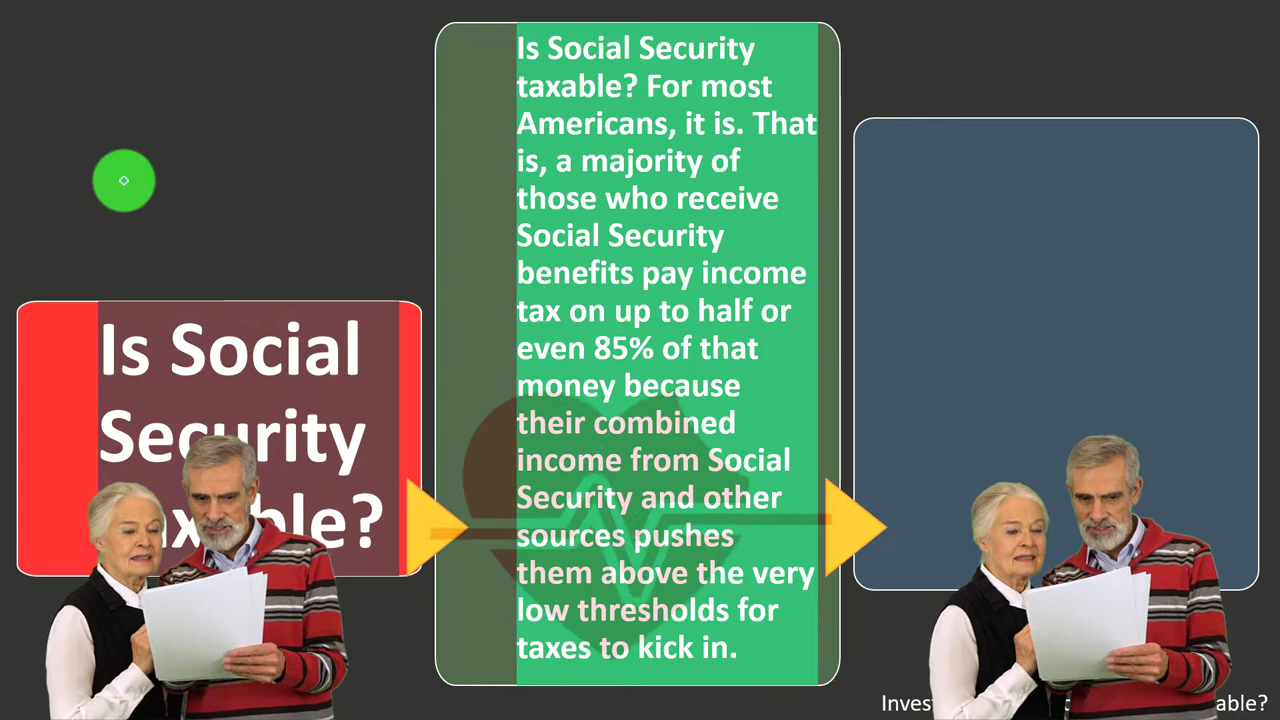 Is Social
Security
Taxable?
Is Social Security
taxable? For most
Americans, it is. That
is, a majority of
those who receive
Social Security
benefits pay income
tax on up to half or
even 85% of that
money because
their combined
income from Social
Security and other
sources pushes
them above the very
low thresholds for
taxes to kick in.
Invest able?